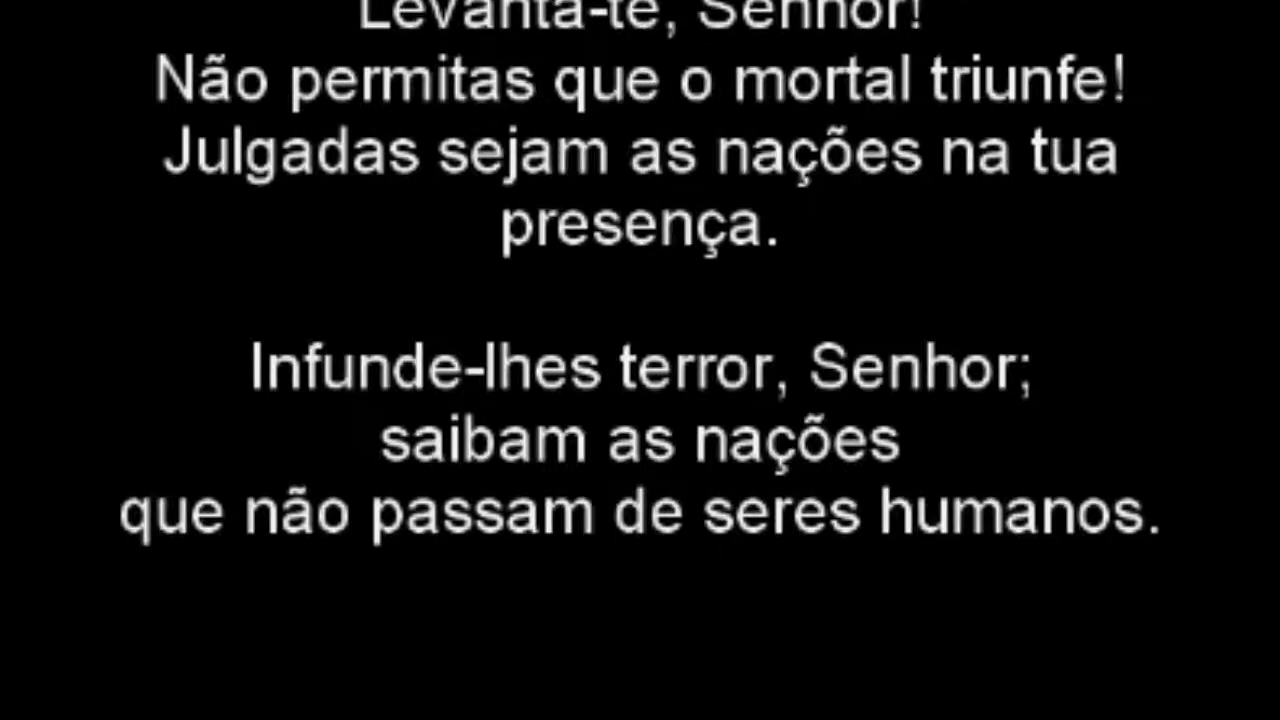 Levanta-te, Senhor!
Não permitas que o mortal triunfe!
Julgadas sejam as nações na tua
presença.
Infunde-lhes terror, Senhor;
saibam as nações
que não passam de seres humanos.